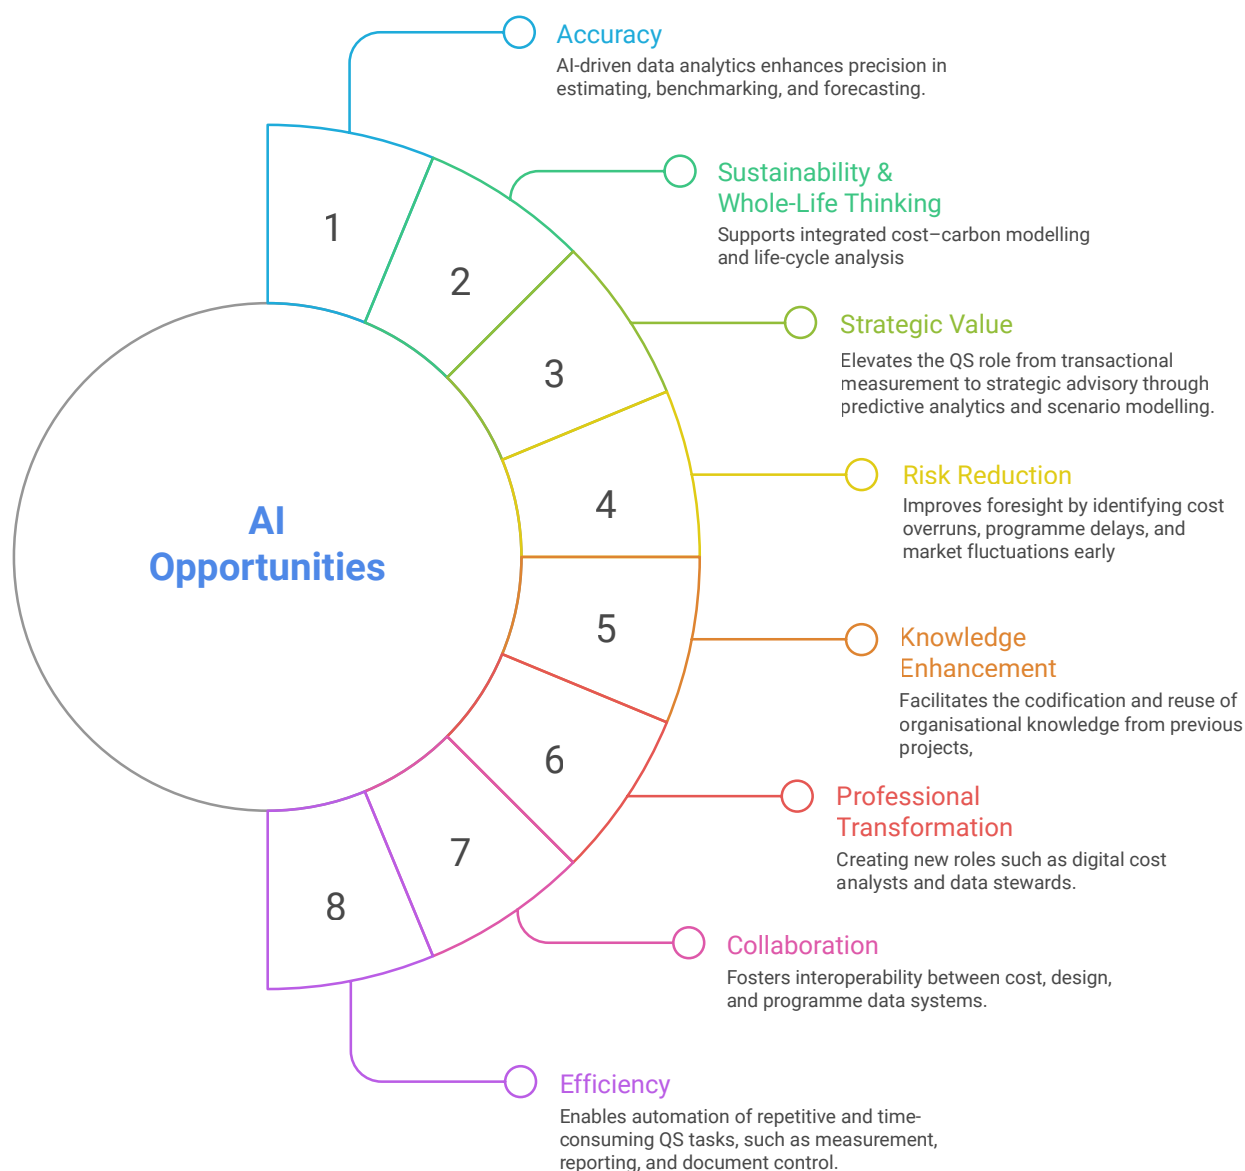 Accuracy
AI-driven data analytics enhances precision in
estimating, benchmarking, and forecasting.
1
Sustainability &
Whole-Life Thinking
Supports integrated cost–carbon modelling
and life-cycle analysis
2
Strategic Value
Elevates the QS role from transactional
measurement to strategic advisory through
predictive analytics and scenario modelling.
3
Risk Reduction
Improves foresight by identifying cost
overruns, programme delays, and
market fluctuations early
4
AI
Opportunities
5
Knowledge
Enhancement
Facilitates the codification and reuse of
organisational knowledge from previous
projects,
6
Professional
Transformation
Creating new roles such as digital cost
analysts and data stewards.
7
Collaboration
Fosters interoperability between cost, design,
and programme data systems.
8
Efficiency
Enables automation of repetitive and time-
consuming QS tasks, such as measurement,
reporting, and document control.